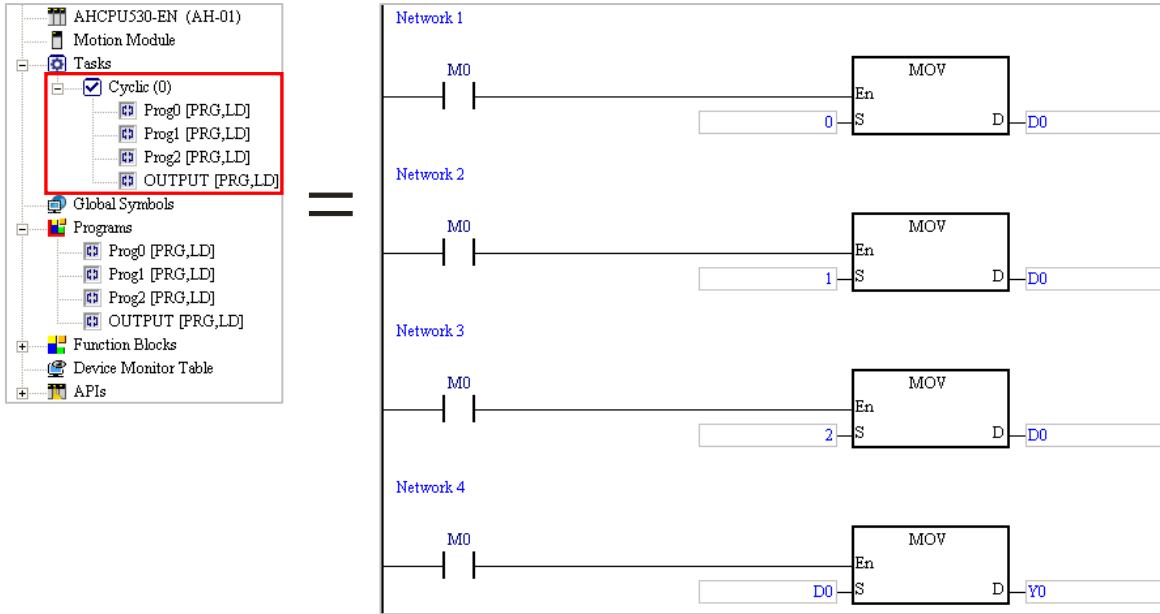 AHCPU530-EN (AH-01)
Motion Module
Tasks
Cyclic (0)
Prog0 [PRG,LD]
Prog1 [PRG,LD]
Prog2 [PRG,LD]
OUTPUT [PRG,LD]
Global Symbols
Programs
Prog0 [PRG,LD]
Prog1 [PRG,LD]
Prog2 [PRG,LD]
OUTPUT [PRG,LD]
Function Blocks
Device Monitor Table
APIs
=
Network 1
M0
MOV
En
0 S D D0
Network 2
M0
MOV
En
1 S D D0
Network 3
M0
MOV
En
2 S D D0
Network 4
M0
MOV
En
D0 S D Y0